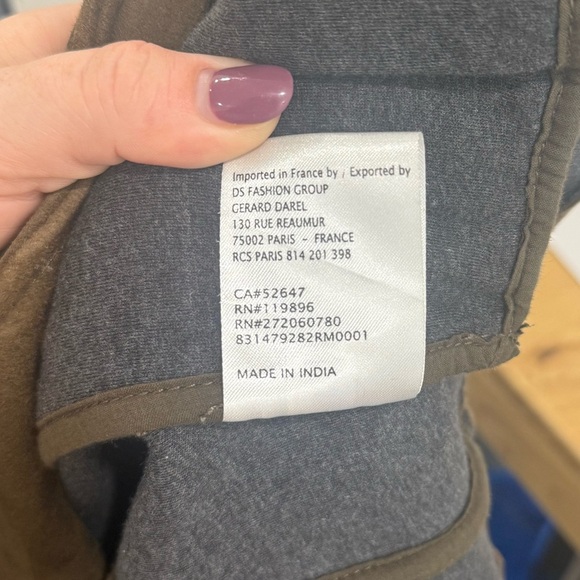 Imported in France by / Exported by
DS FASHION GROUP
GERARD DAREL
130 RUE REAUMUR
75002 PARIS - FRANCE
RCS PARIS 814 201 398
CA#52647
RN#119896
RN#272060780
831479282RM0001
MADE IN INDIA